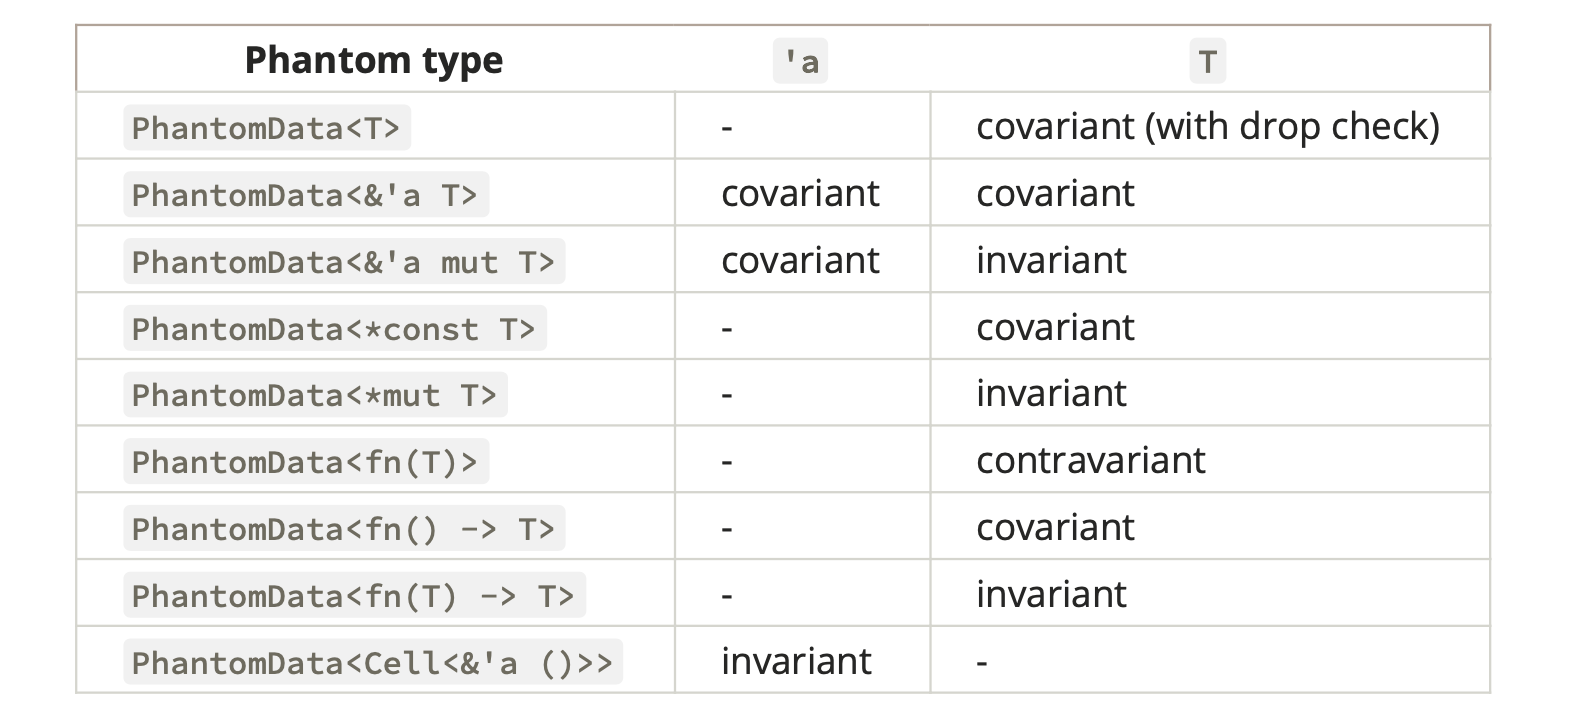 Phantom type 'a T
PhantomData<T> - covariant (with drop check)
PhantomData<&'a T> covariant covariant
PhantomData<&'a mut T> covariant invariant
PhantomData<*const T> - covariant
PhantomData<*mut T> - invariant
PhantomData<fn(T)> - contravariant
PhantomData<fn() -> T> - covariant
PhantomData<fn(T) -> T> - invariant
PhantomData<Cell<&'a ()>> invariant -